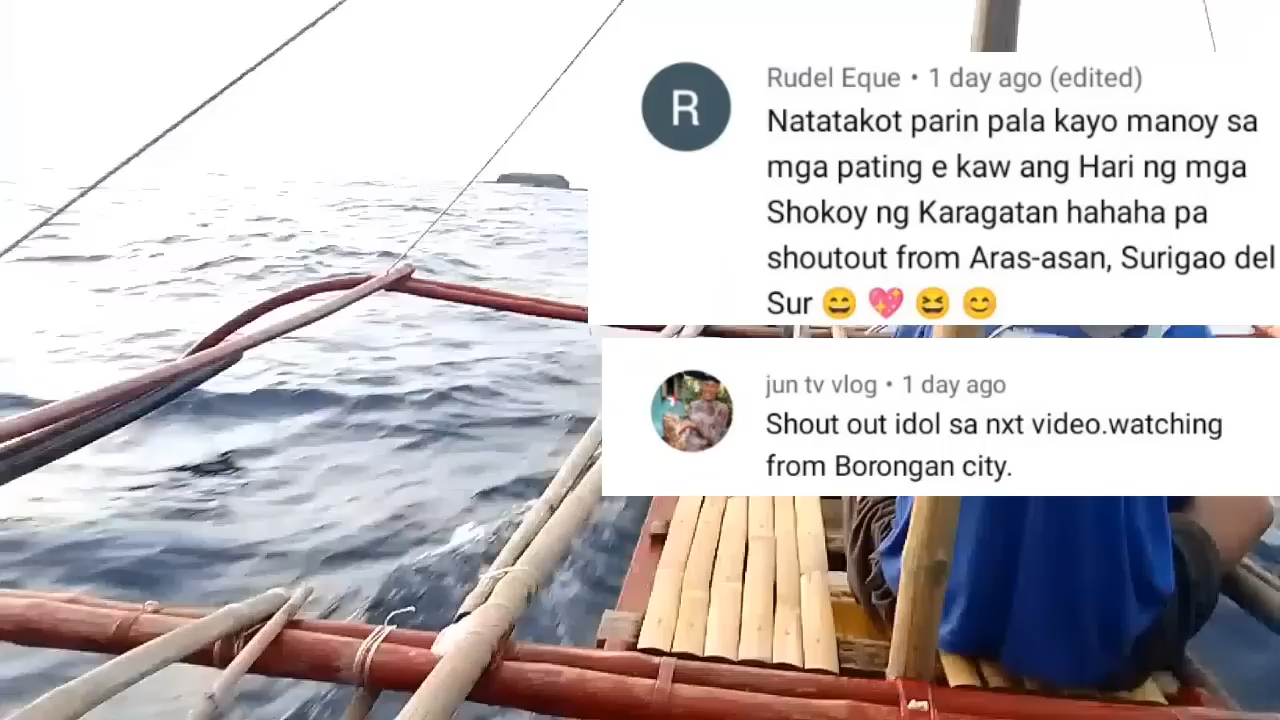 R
Rudel Eque • 1 day ago (edited)
Natatakot parin pala kayo manoy sa
mga pating e kaw ang Hari ng mga
Shokoy ng Karagatan hahaha pa
shoutout from Aras-asan, Surigao del
Sur 😄 💖 😆 😊
jun tv vlog • 1 day ago
Shout out idol sa nxt video.watching
from Borongan city.